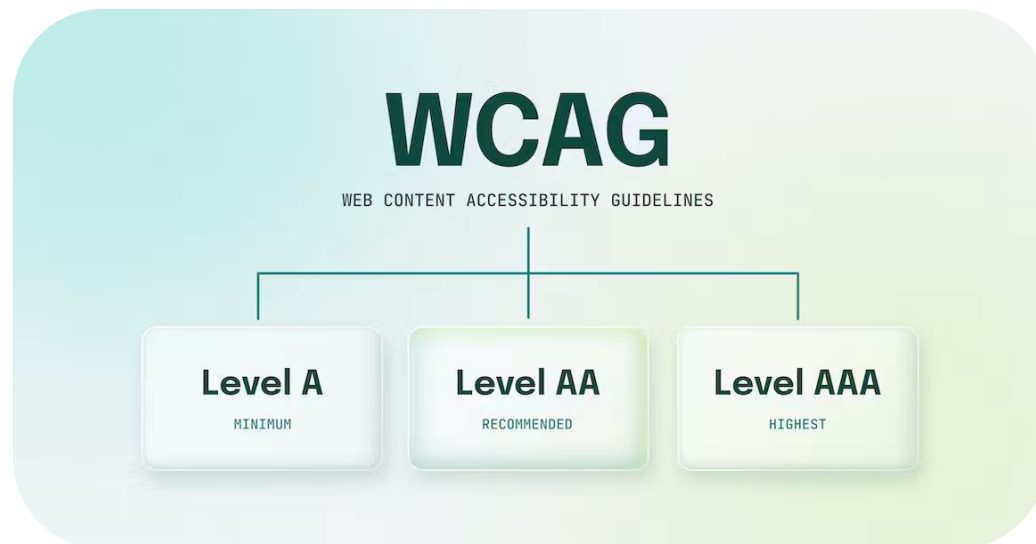 WCAG
WEB CONTENT ACCESSIBILITY GUIDELINES
Level A
MINIMUM
Level AA
RECOMMENDED
Level AAA
HIGHEST